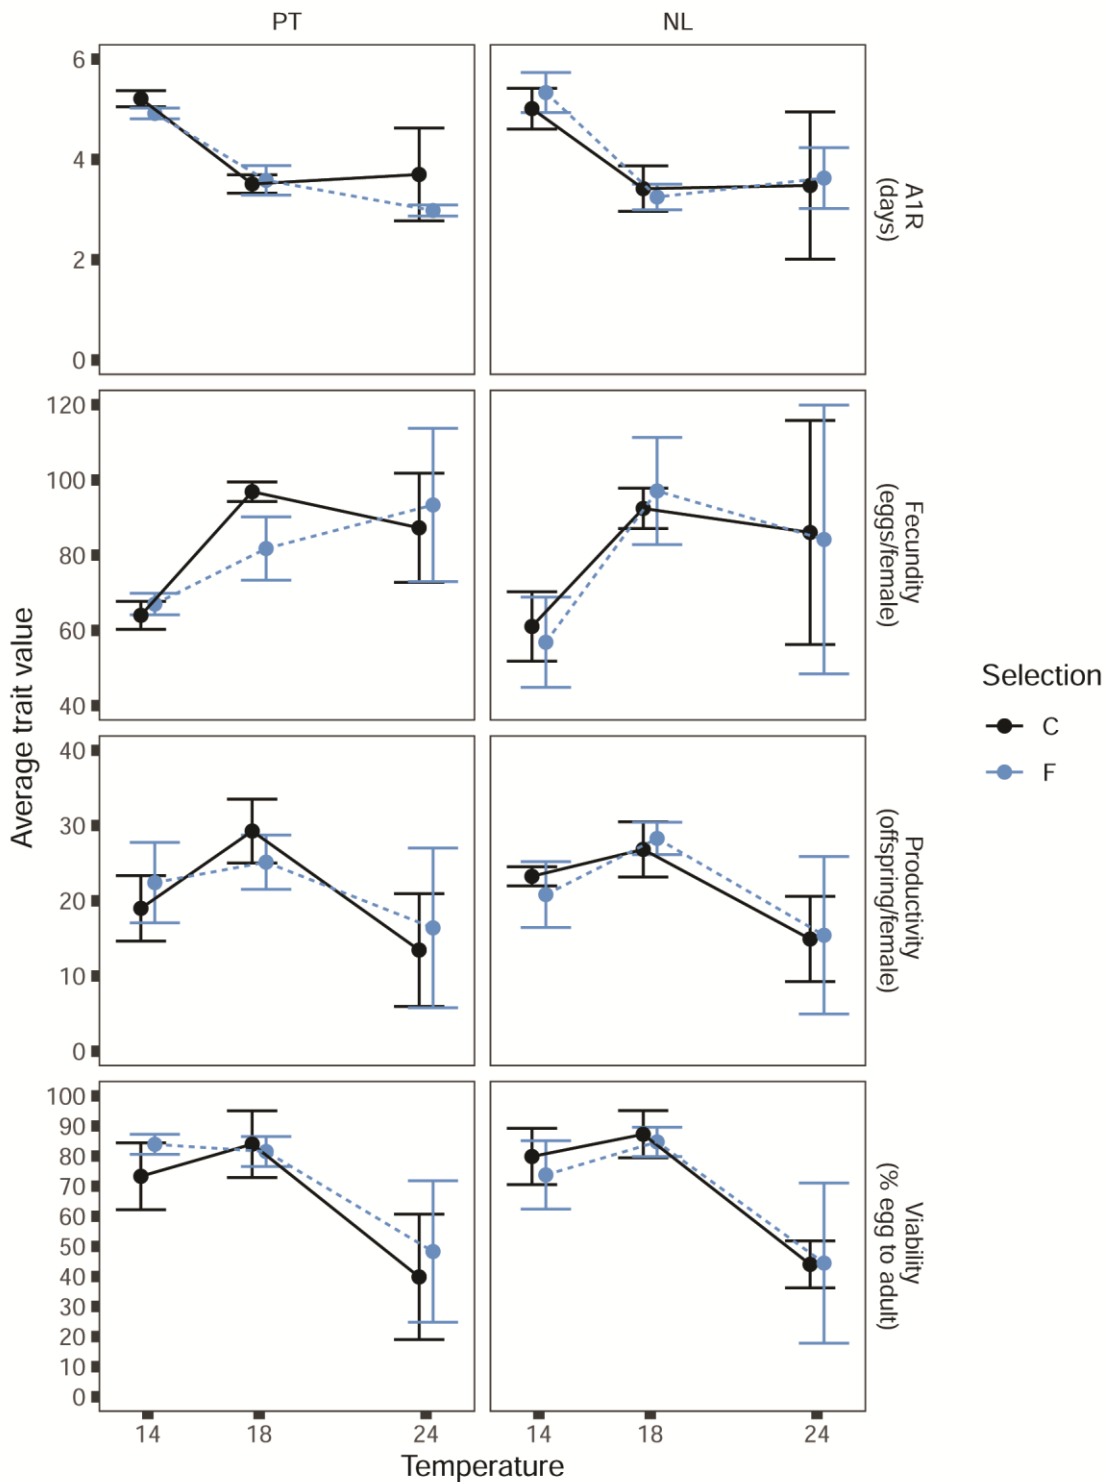 PT NL
6
4
2
0
A1R
(days)
120
100
80
60
40
Fecundity
(eggs/female)
40
30
20
10
0
Productivity
(offspring/female)
100
90
80
70
60
50
40
30
20
10
0
Viability
(% egg to adult)
Average trait value
14 18 24 14 18 24
Temperature
Selection
C
F